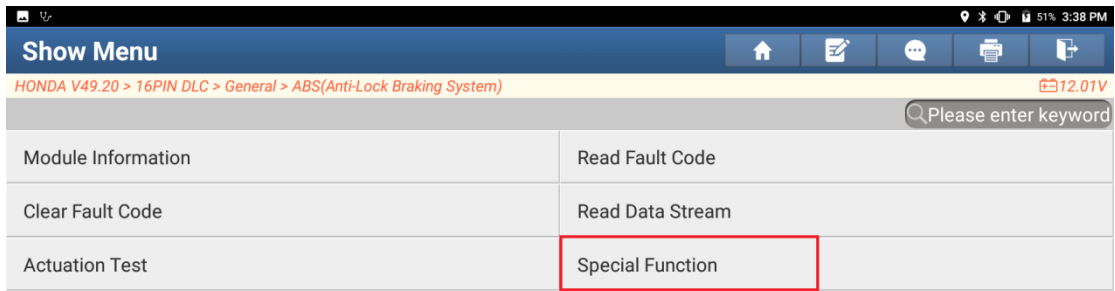 51% 3:38 PM
Show Menu
HONDA V49.20 > 16PIN DLC > General > ABS(Anti-Lock Braking System)
12.01V
Please enter keyword
Module Information
Read Fault Code
Clear Fault Code
Read Data Stream
Actuation Test
Special Function